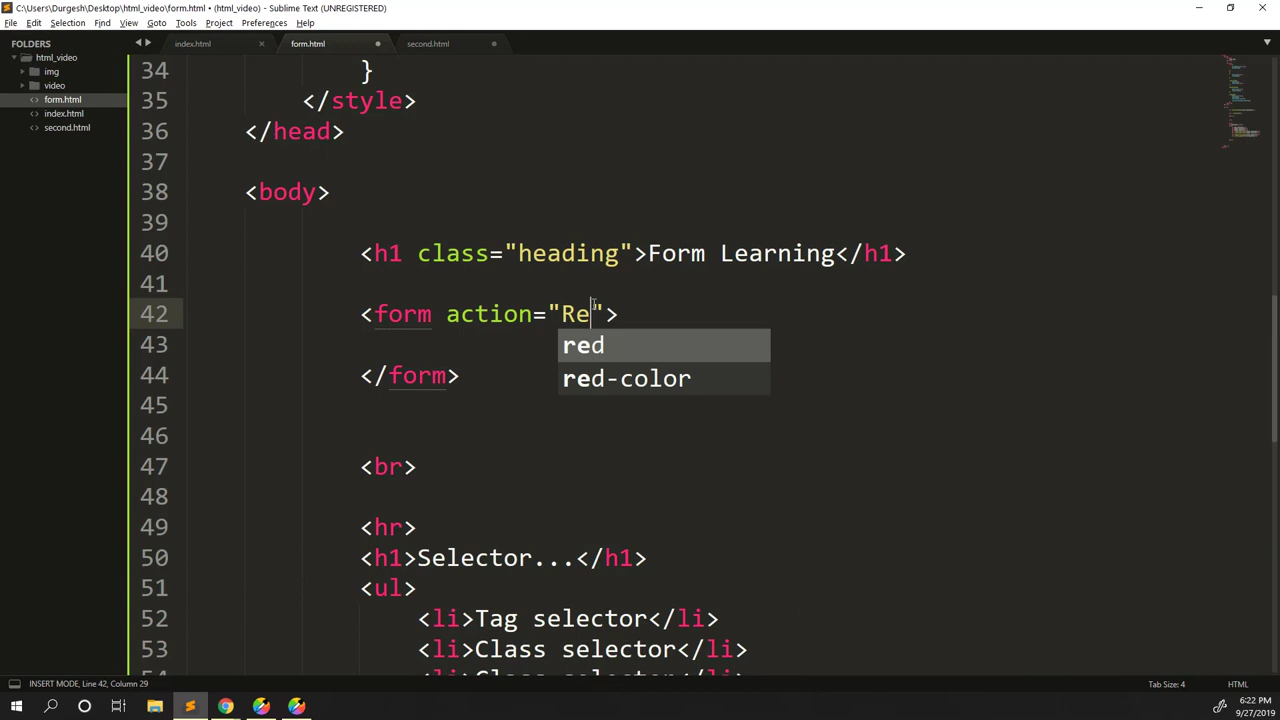 C:\Users\Durgesh\Desktop\html_video\form.html • (html_video) - Sublime Text (UNREGISTERED)
File Edit Selection Find View Goto Tools Project Preferences Help
FOLDERS
html_video
img
video
form.html
index.html
second.html
index.html form.html second.html
34 }
35 </style>
36 </head>
37
38 <body>
39
40 <h1 class="heading">Form Learning</h1>
41
42 <form action="Re">
red
red-color
43
44 </form>
45
46
47 <br>
48
49 <hr>
50 <h1>Selector...</h1>
51 <ul>
52 <li>Tag selector</li>
53 <li>Class selector</li>
54 <li>Class selector</li>
INSERT MODE, Line 42, Column 29 Tab Size: 4 HTML
6:22 PM
9/27/2019